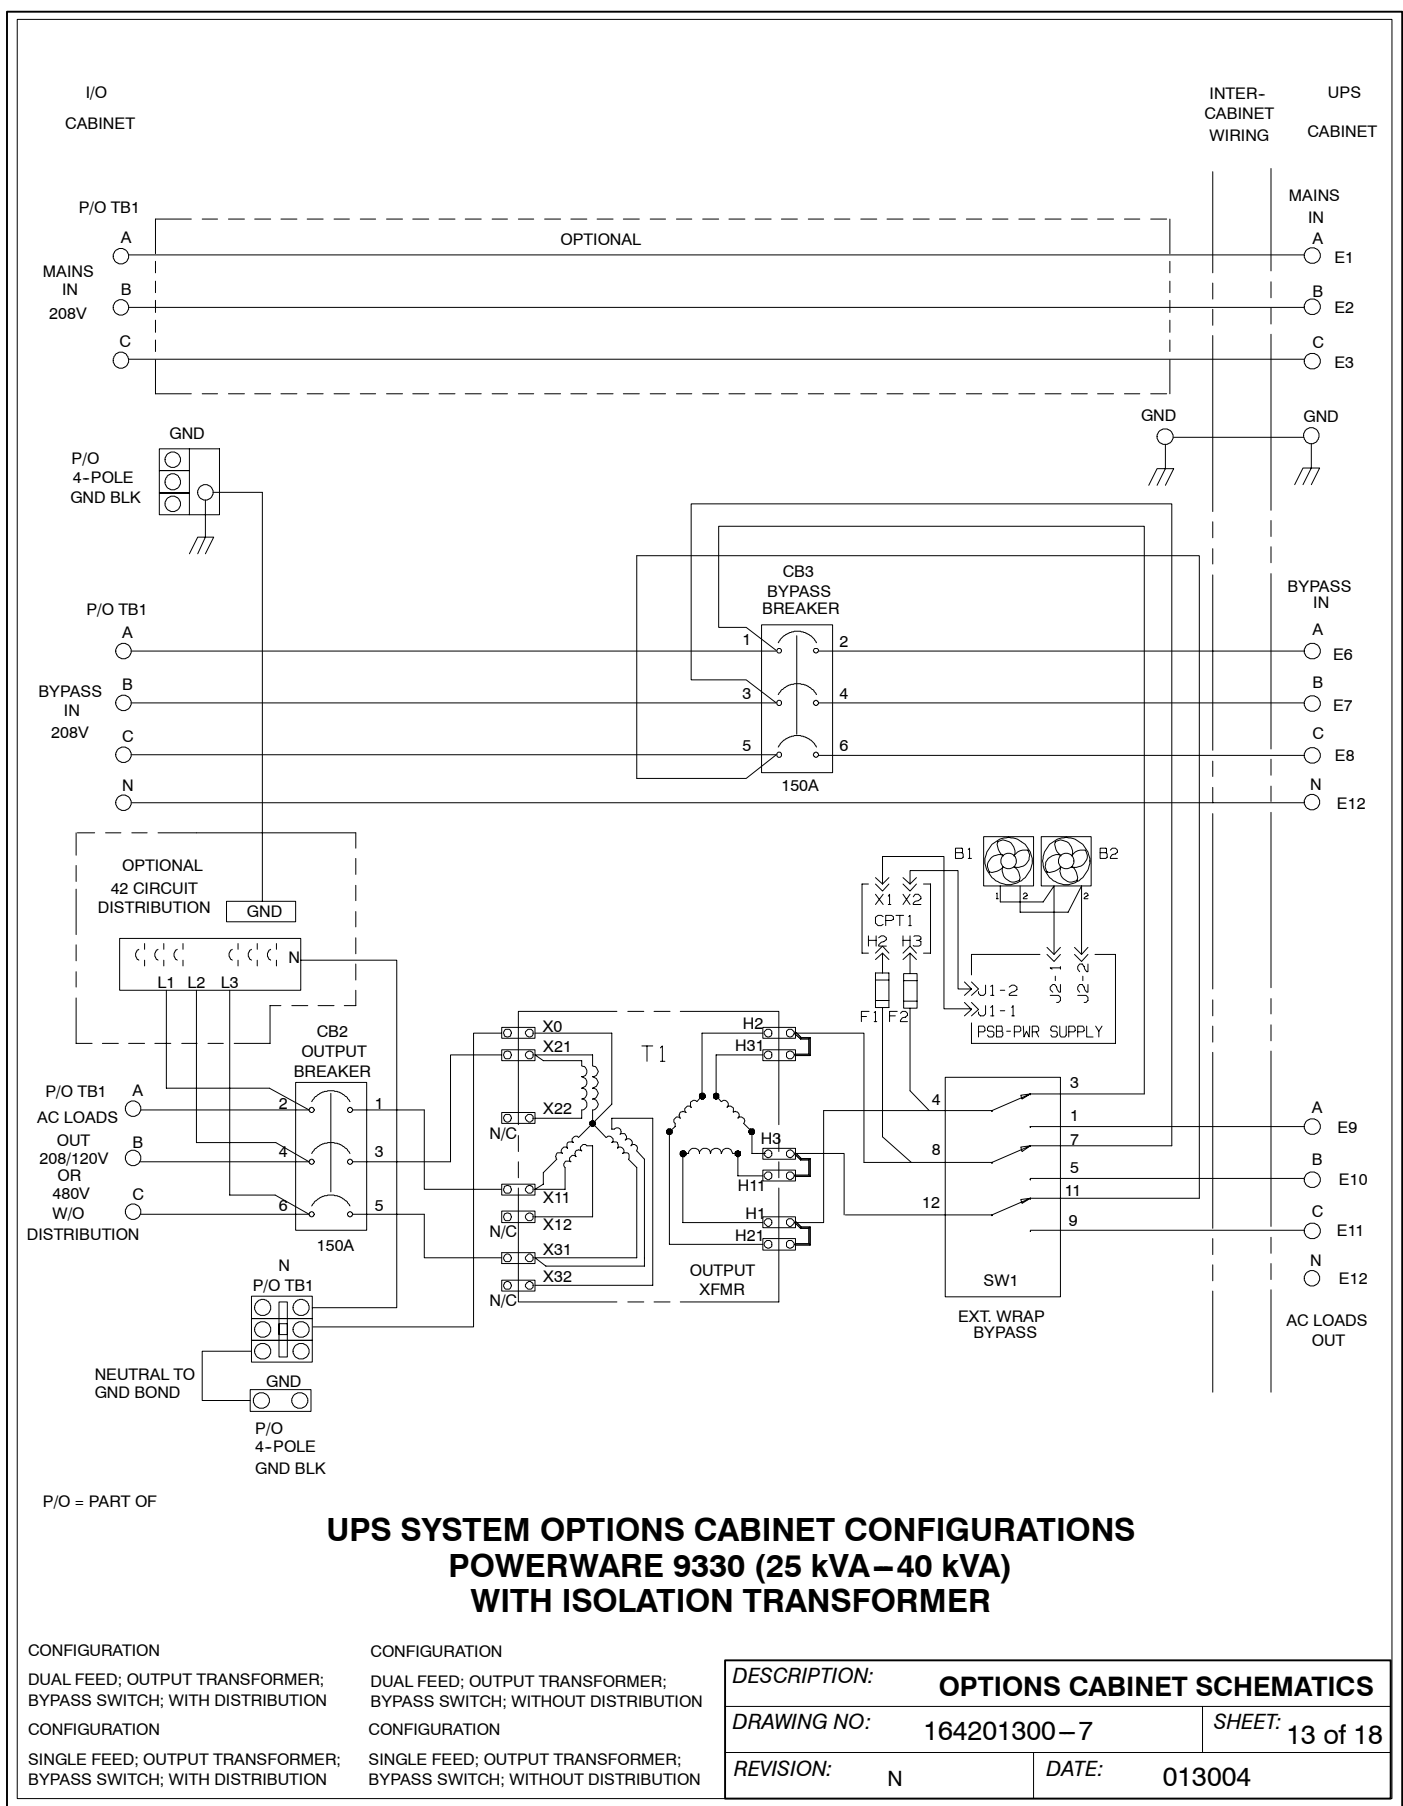 I/O
CABINET
INTER-
CABINET
WIRING
UPS
CABINET
P/O TB1
MAINS
IN
A
OPTIONAL
A
E1
MAINS
IN
208V
B
B
E2
C
C
E3
GND
GND
GND
P/O
4-POLE
GND BLK
CB3
BYPASS
BREAKER
BYPASS
IN
P/O TB1
A
1
2
A
E6
BYPASS
IN
208V
B
3
4
B
E7
C
5
6
C
E8
150A
N
N
E12
OPTIONAL
42 CIRCUIT
DISTRIBUTION
GND
N
L1
L2
L3
B1
B2
1
2
2
X1
X2
CPT1
H2
H3
F1
F2
J1-2
J1-1
J2-1
J2-2
PSB-PWR SUPPLY
CB2
OUTPUT
BREAKER
X0
X21
X22
N/C
X11
X12
N/C
X31
X32
N/C
T1
H2
H31
H3
H11
H1
H21
OUTPUT
XFMR
P/O TB1
AC LOADS
OUT
208/120V
OR
480V
W/O
DISTRIBUTION
A
2
1
B
4
3
C
6
5
150A
4
3
1
8
7
5
12
11
9
SW1
EXT. WRAP
BYPASS
A
E9
B
E10
C
E11
N
E12
AC LOADS
OUT
N
P/O TB1
NEUTRAL TO
GND BOND
GND
P/O
4-POLE
GND BLK
P/O = PART OF
UPS SYSTEM OPTIONS CABINET CONFIGURATIONS
POWERWARE 9330 (25 kVA–40 kVA)
WITH ISOLATION TRANSFORMER
CONFIGURATION
DUAL FEED; OUTPUT TRANSFORMER;
BYPASS SWITCH; WITH DISTRIBUTION
CONFIGURATION
SINGLE FEED; OUTPUT TRANSFORMER;
BYPASS SWITCH; WITH DISTRIBUTION
CONFIGURATION
DUAL FEED; OUTPUT TRANSFORMER;
BYPASS SWITCH; WITHOUT DISTRIBUTION
CONFIGURATION
SINGLE FEED; OUTPUT TRANSFORMER;
BYPASS SWITCH; WITHOUT DISTRIBUTION
DESCRIPTION: OPTIONS CABINET SCHEMATICS
DRAWING NO: 164201300–7
SHEET: 13 of 18
REVISION: N
DATE: 013004